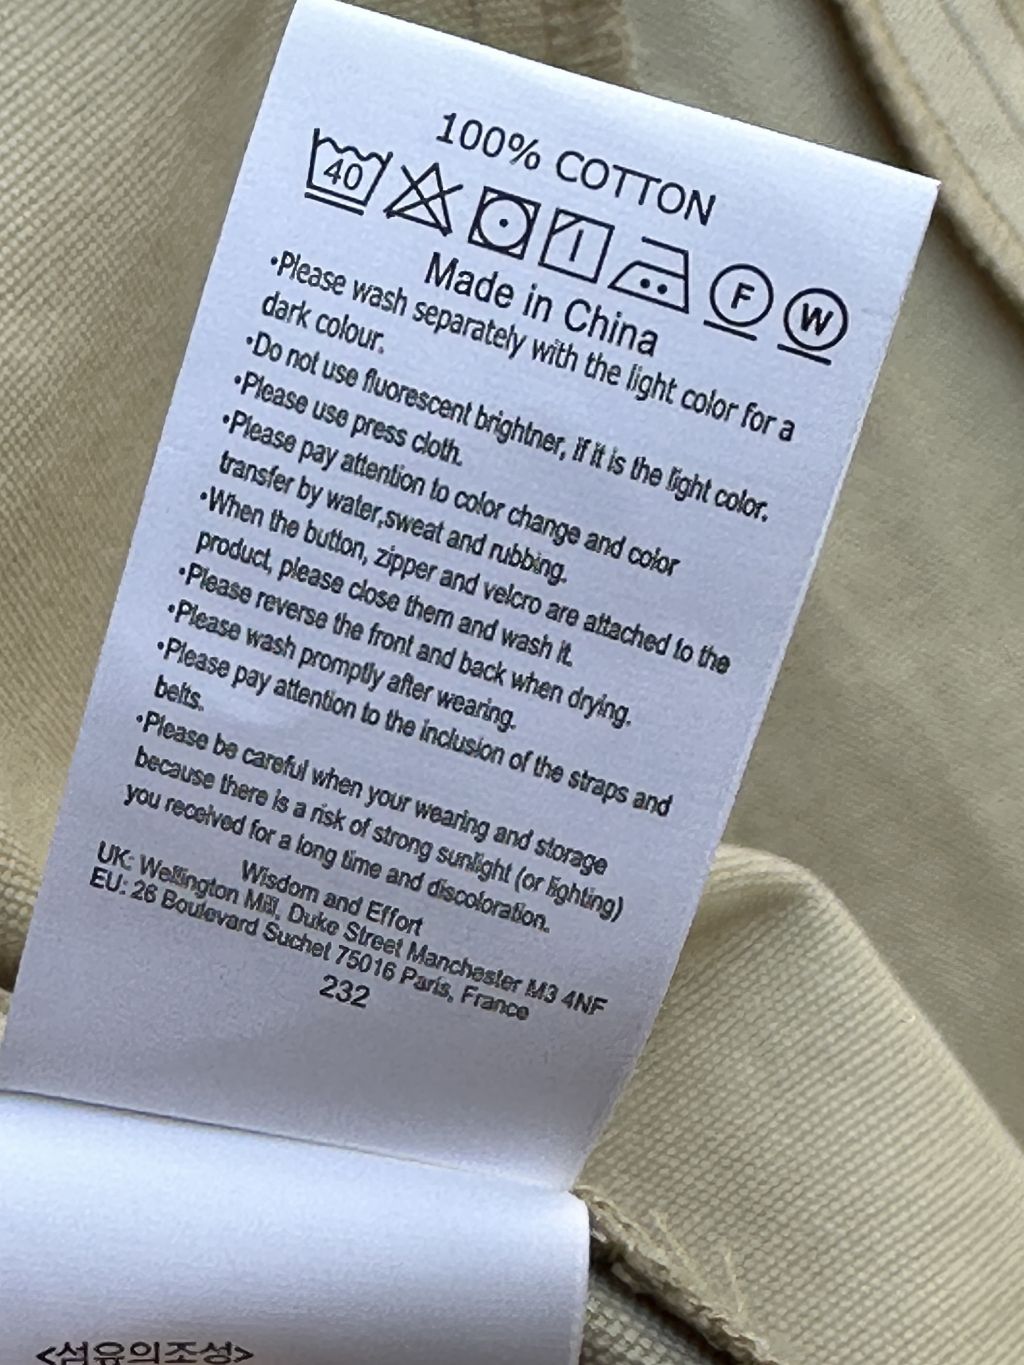 100% COTTON
40
F W
Made in China
•Please wash separately with the light color for a
dark colour.
•Do not use fluorescent brightner, if it is the light color.
•Please use press cloth.
•Please pay attention to color change and color
transfer by water,sweat and rubbing.
•When the button, zipper and velcro are attached to the
product, please close them and wash it.
•Please reverse the front and back when drying.
•Please wash promptly after wearing.
•Please pay attention to the inclusion of the straps and
belts.
•Please be careful when your wearing and storage
because there is a risk of strong sunlight (or lighting)
you received for a long time and discoloration.
Wisdom and Effort
UK: Wellington Mill, Duke Street Manchester M3 4NF
EU: 26 Boulevard Suchet 75016 Paris, France
232
<섬유의조성>